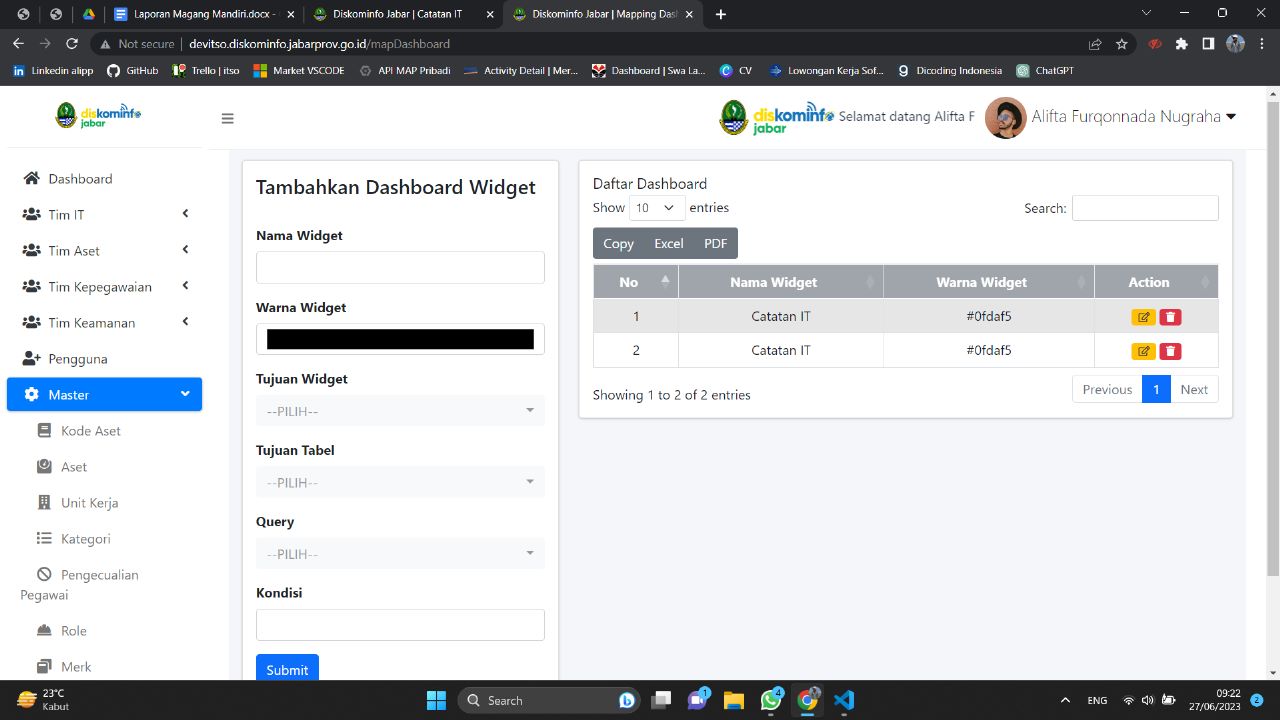 Laporan Magang Mandiri.docx -
Diskominfo Jabar | Catatan IT
Diskominfo Jabar | Mapping Das
Not secure | devitso.diskominfo.jabarprov.go.id/mapDashboard
Linkedin alipp
GitHub
Trello | itso
Market VSCODE
API MAP Pribadi
Activity Detail | Mer...
Dashboard | Swa La...
CV
Lowongan Kerja Sof...
Dicoding Indonesia
ChatGPT
diskominfo
jabar
diskominfo
jabar
Selamat datang Alifta F
Alifta Furqonnada Nugraha
Dashboard
Tim IT
Tim Aset
Tim Kepegawaian
Tim Keamanan
Pengguna
Master
Kode Aset
Aset
Unit Kerja
Kategori
Pengecualian
Pegawai
Role
Merk
Tambahkan Dashboard Widget
Nama Widget
Warna Widget
Tujuan Widget
--PILIH--
Tujuan Tabel
--PILIH--
Query
--PILIH--
Kondisi
Submit
Daftar Dashboard
Show 10 entries
Search:
Copy Excel PDF
No Nama Widget Warna Widget Action
1 Catatan IT #0fdaf5
2 Catatan IT #0fdaf5
Showing 1 to 2 of 2 entries
Previous 1 Next
23°C
Kabut
Search
1
4
ENG
09:22
27/06/2023
2